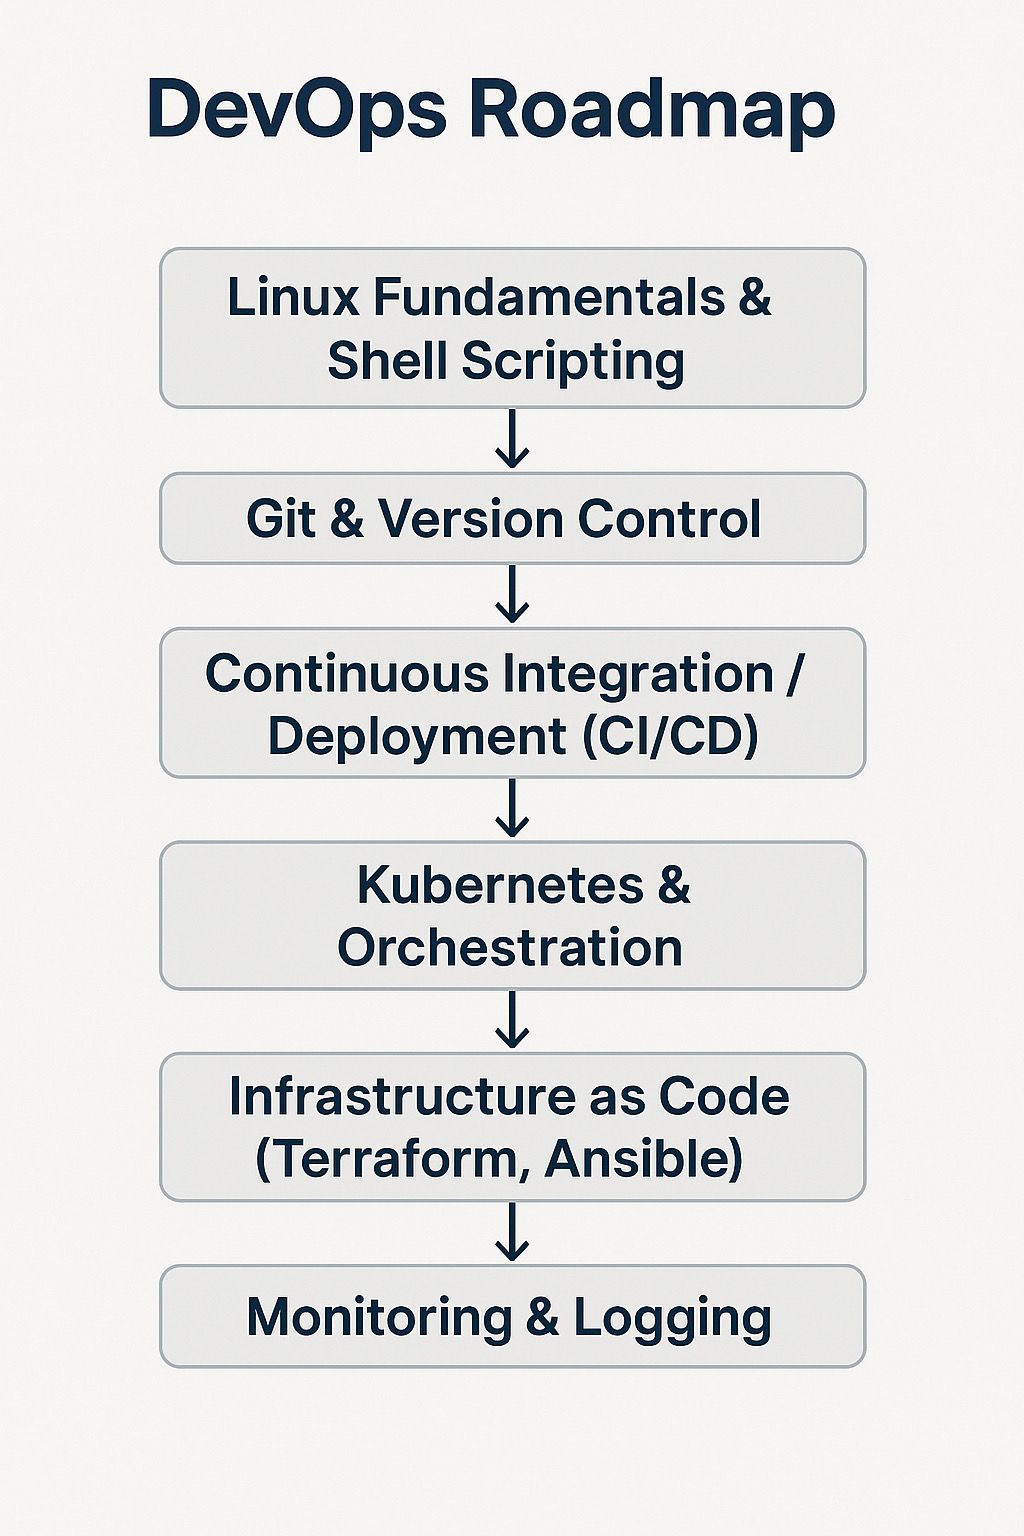 DevOps Roadmap
Linux Fundamentals &
Shell Scripting
Git & Version Control
Continuous Integration /
Deployment (CI/CD)
Kubernetes &
Orchestration
Infrastructure as Code
(Terraform, Ansible)
Monitoring & Logging